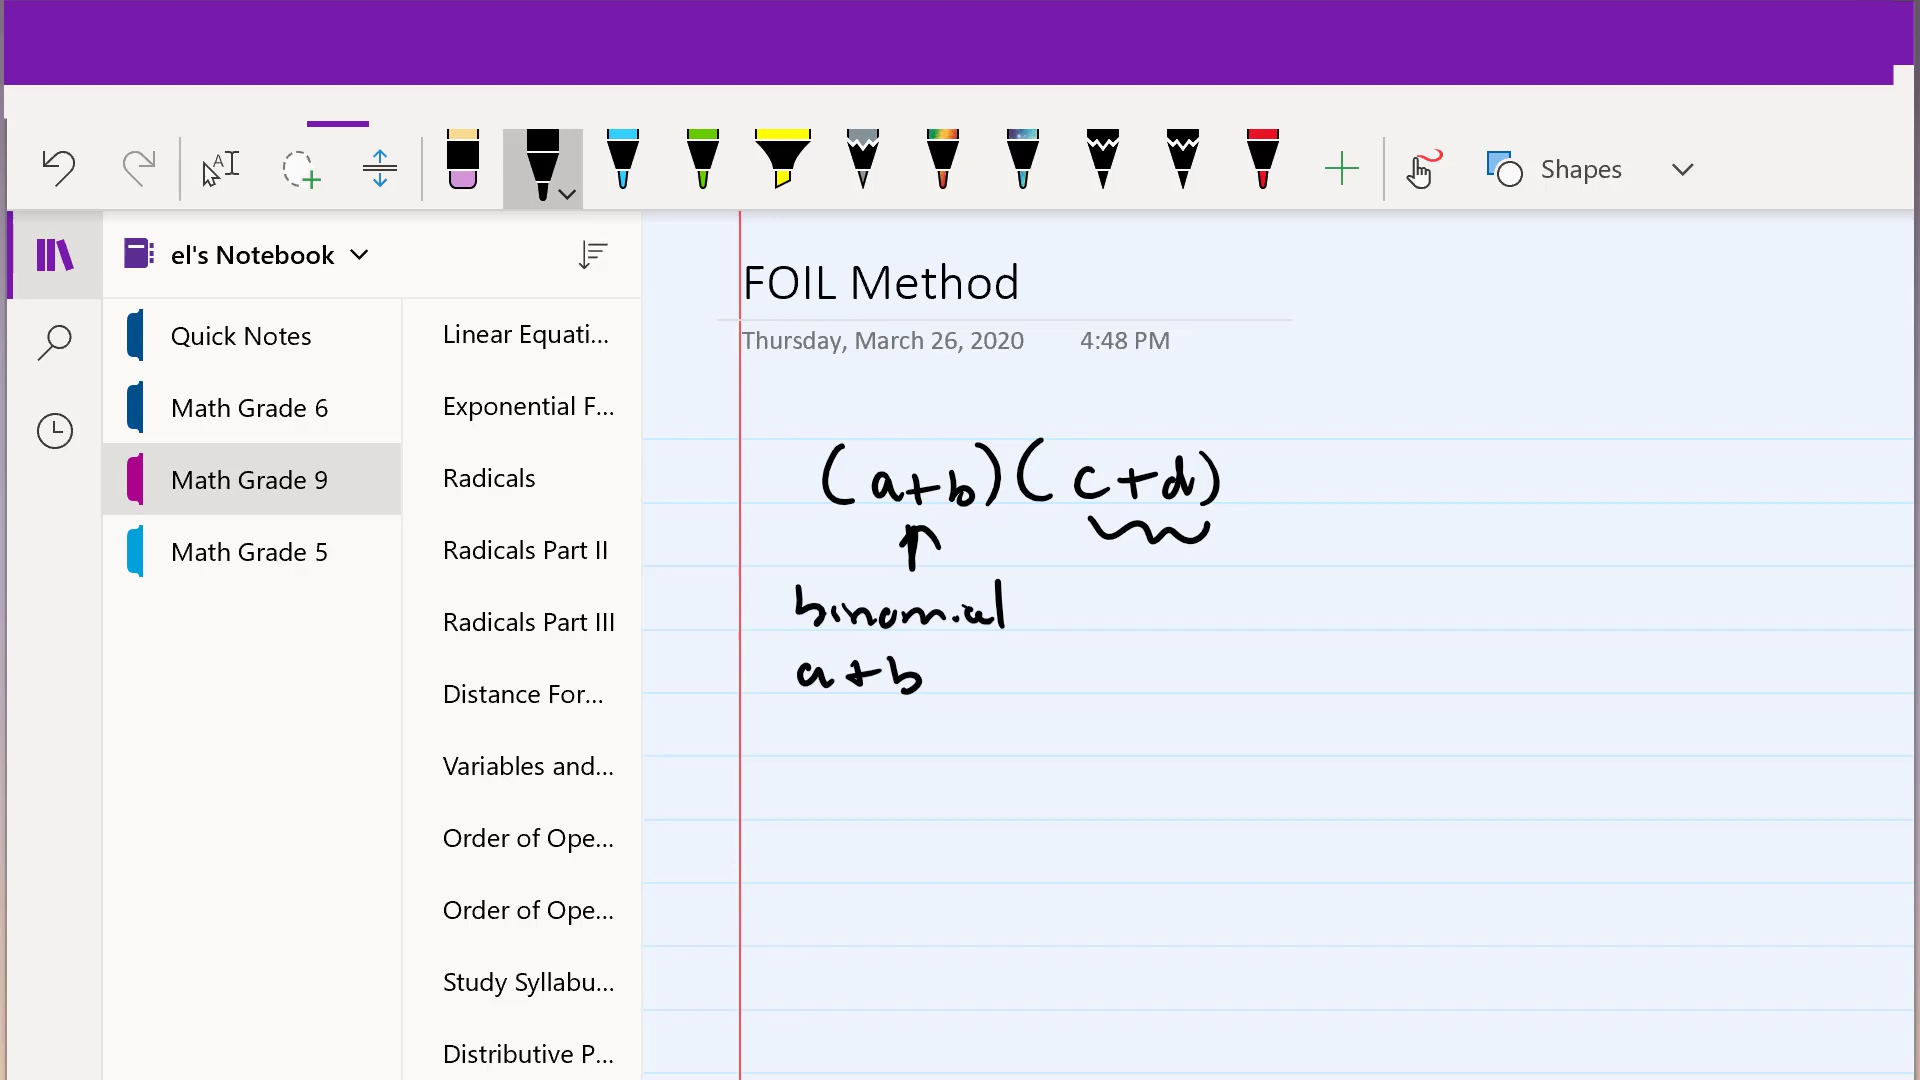 Shapes
el's Notebook
Quick Notes
Math Grade 6
Math Grade 9
Math Grade 5
Linear Equati...
Exponential F...
Radicals
Radicals Part II
Radicals Part III
Distance For...
Variables and...
Order of Ope...
Order of Ope...
Study Syllabu...
Distributive P...
FOIL Method
Thursday, March 26, 2020 4:48 PM
(a+b)(c+d)
binomial
a+b